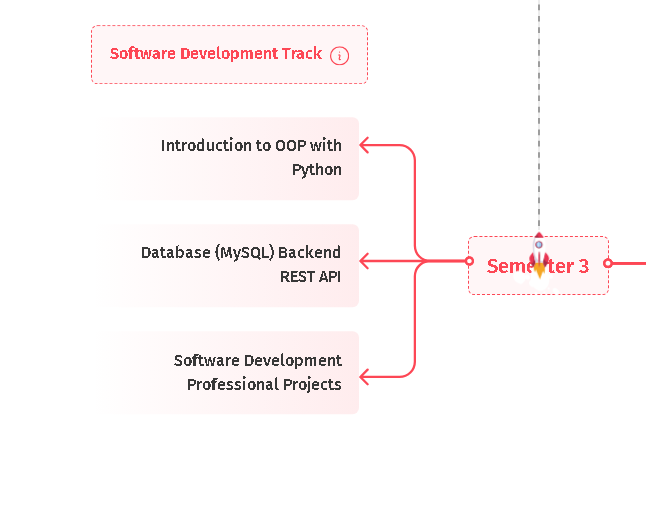 Software Development Track
Introduction to OOP with
Python
Database (MySQL) Backend
REST API
Semester 3
Software Development
Professional Projects